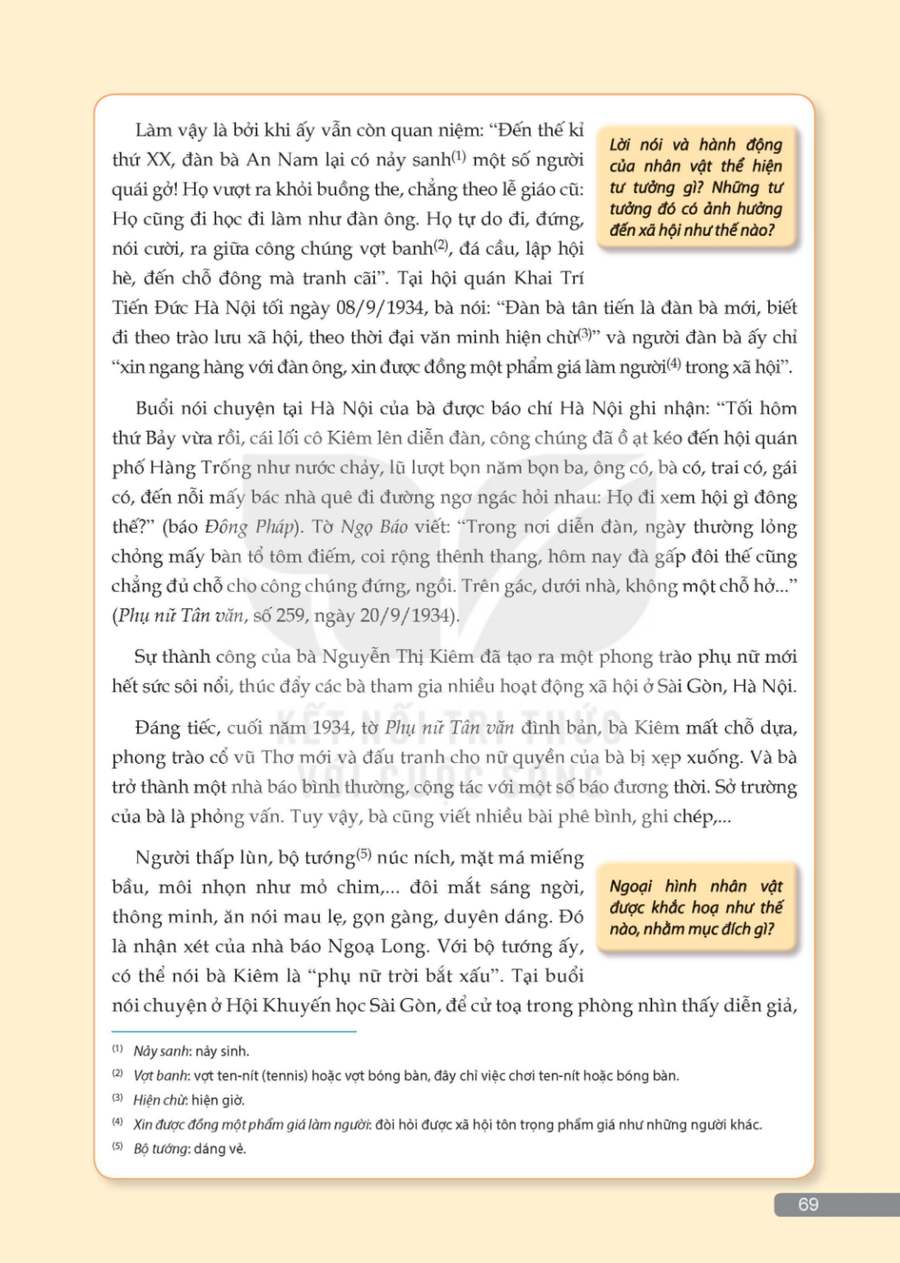 Làm vậy là bởi khi ấy vẫn còn quan niệm: “Đến thế kỉ
thứ XX, đàn bà An Nam lại có nảy sanh(1) một số người
quái gở! Họ vượt ra khỏi buồng the, chẳng theo lễ giáo cũ:
Họ cũng đi học đi làm như đàn ông. Họ tự do đi, đứng,
nói cười, ra giữa công chúng vợt banh(2), đá cầu, lập hội
hè, đến chỗ đông mà tranh cãi”. Tại hội quán Khai Trí
Tiến Đức Hà Nội tối ngày 08/9/1934, bà nói: “Đàn bà tân tiến là đàn bà mới, biết
đi theo trào lưu xã hội, theo thời đại văn minh hiện chừ(3)” và người đàn bà ấy chỉ
“xin ngang hàng với đàn ông, xin được đồng một phẩm giá làm người(4) trong xã hội”.
Lời nói và hành động
của nhân vật thể hiện
tư tưởng gì? Những tư
tưởng đó có ảnh hưởng
đến xã hội như thế nào?
Buổi nói chuyện tại Hà Nội của bà được báo chí Hà Nội ghi nhận: “Tối hôm
thứ Bảy vừa rồi, cái lối cô Kiêm lên diễn đàn, công chúng đã ồ ạt kéo đến hội quán
phố Hàng Trống như nước chảy, lũ lượt bọn năm bọn ba, ông có, bà có, trai có, gái
có, đến nỗi mấy bác nhà quê đi đường ngơ ngác hỏi nhau: Họ đi xem hội gì đông
thế?” (báo Đông Pháp). Tờ Ngọ Báo viết: “Trong nơi diễn đàn, ngày thường lỏng
chỏng mấy bàn tổ tôm điếm, coi rộng thênh thang, hôm nay đà gấp đôi thế cũng
chẳng đủ chỗ cho công chúng đứng, ngồi. Trên gác, dưới nhà, không một chỗ hở...”
(Phụ nữ Tân văn, số 259, ngày 20/9/1934).
Sự thành công của bà Nguyễn Thị Kiêm đã tạo ra một phong trào phụ nữ mới
hết sức sôi nổi, thúc đẩy các bà tham gia nhiều hoạt động xã hội ở Sài Gòn, Hà Nội.
Đáng tiếc, cuối năm 1934, tờ Phụ nữ Tân văn đình bản, bà Kiêm mất chỗ dựa,
phong trào cổ vũ Thơ mới và đấu tranh cho nữ quyền của bà bị xẹp xuống. Và bà
trở thành một nhà báo bình thường, cộng tác với một số báo đương thời. Sở trường
của bà là phỏng vấn. Tuy vậy, bà cũng viết nhiều bài phê bình, ghi chép,...
KẾT NỐI TRI THỨC
VỚI CUỘC SỐNG
Người thấp lùn, bộ tướng(5) núc ních, mặt má miếng
bầu, môi nhọn như mỏ chim,... đôi mắt sáng ngời,
thông minh, ăn nói mau lẹ, gọn gàng, duyên dáng. Đó
là nhận xét của nhà báo Ngoạ Long. Với bộ tướng ấy,
có thể nói bà Kiêm là “phụ nữ trời bắt xấu”. Tại buổi
nói chuyện ở Hội Khuyến học Sài Gòn, để cử toạ trong phòng nhìn thấy diễn giả,
Ngoại hình nhân vật
được khắc hoạ như thế
nào, nhằm mục đích gì?
(1) Nảy sanh: nảy sinh.
(2) Vợt banh: vợt ten-nít (tennis) hoặc vợt bóng bàn, đây chỉ việc chơi ten-nít hoặc bóng bàn.
(3) Hiện chừ: hiện giờ.
(4) Xin được đồng một phẩm giá làm người: đòi hỏi được xã hội tôn trọng phẩm giá như những người khác.
(5) Bộ tướng: dáng vẻ.
69